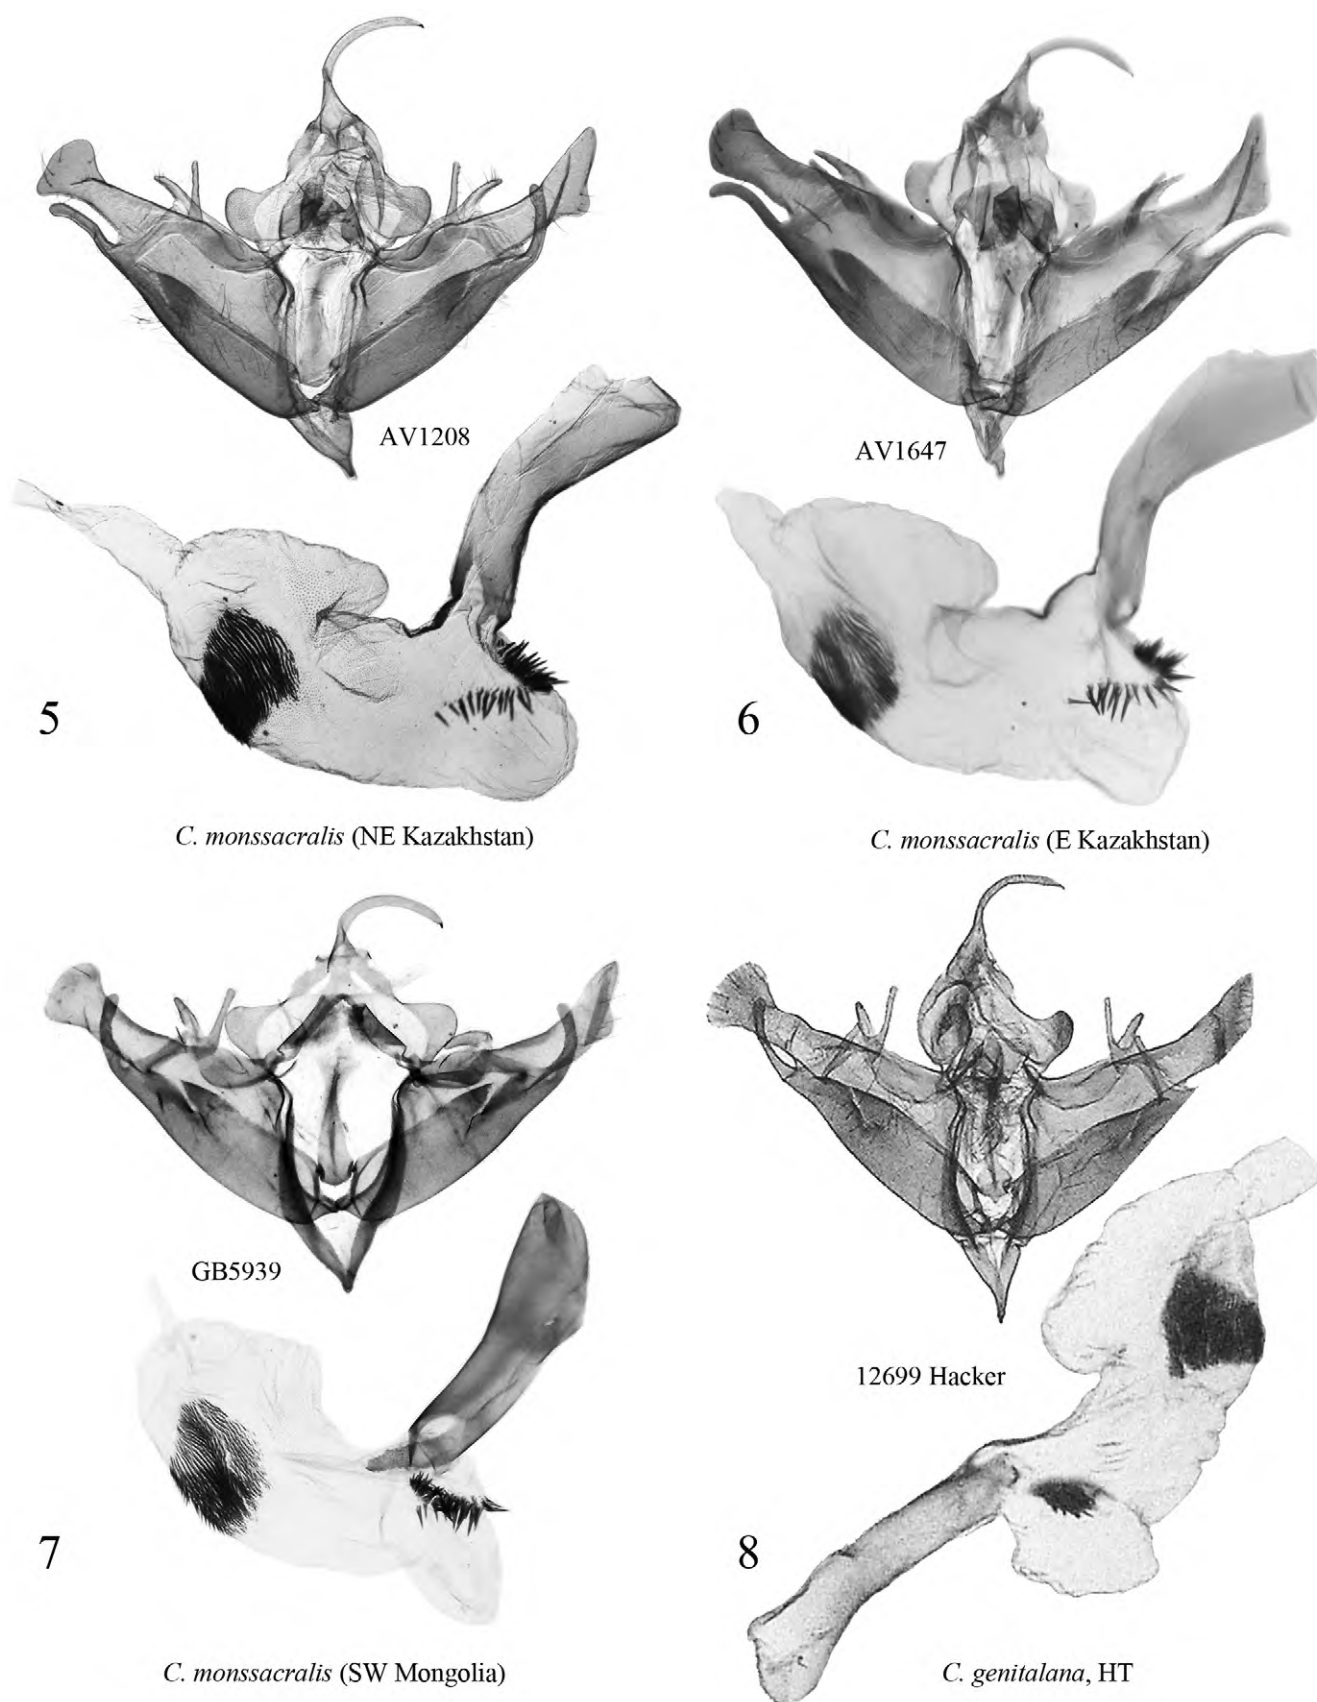 AV1208
AV1647
5
6
C. monssacralis (NE Kazakhstan)
C. monssacralis (E Kazakhstan)
GB5939
12699 Hacker
7
8
C. monssacralis (SW Mongolia)
C. genitalana, HT